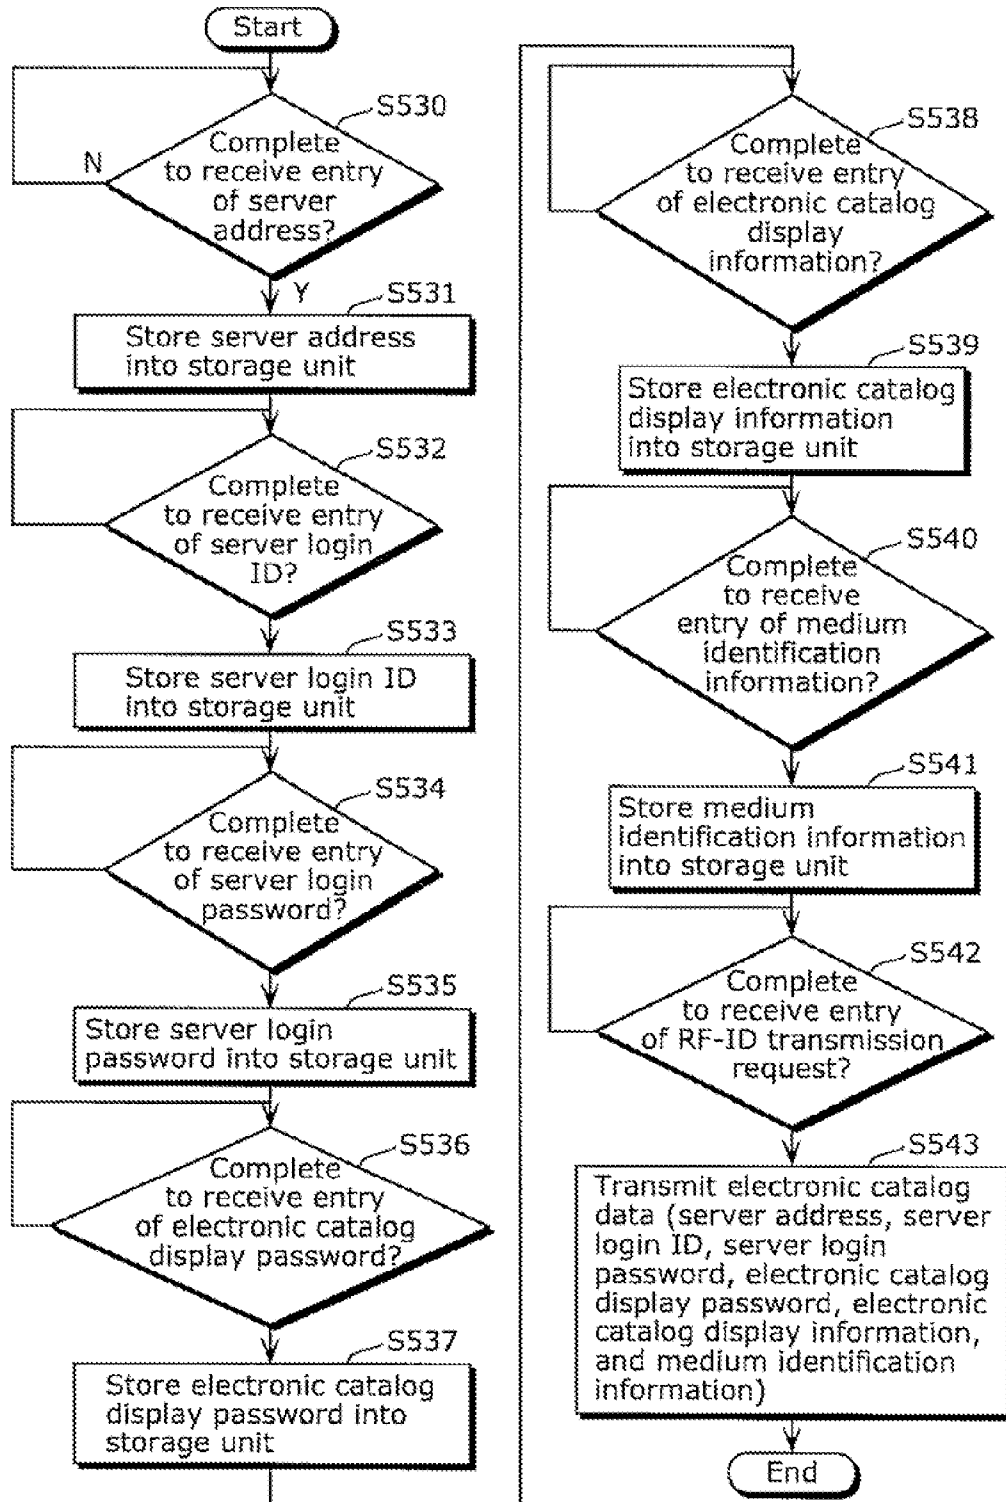 Start
S530
Complete
to receive entry
of server
address?
N
Y
S531
Store server address
into storage unit
S532
Complete
to receive entry
of server login
ID?
S533
Store server login ID
into storage unit
S534
Complete
to receive entry
of server login
password?
S535
Store server login
password into storage unit
S536
Complete
to receive entry
of electronic catalog
display password?
S537
Store electronic catalog
display password into
storage unit
S538
Complete
to receive entry
of electronic catalog
display
information?
S539
Store electronic catalog
display information
into storage unit
S540
Complete
to receive
entry of medium
identification
information?
S541
Store medium
identification information
into storage unit
S542
Complete
to receive entry
of RF-ID transmission
request?
S543
Transmit electronic catalog
data (server address, server
login ID, server login
password, electronic catalog
display password, electronic
catalog display information,
and medium identification
information)
End